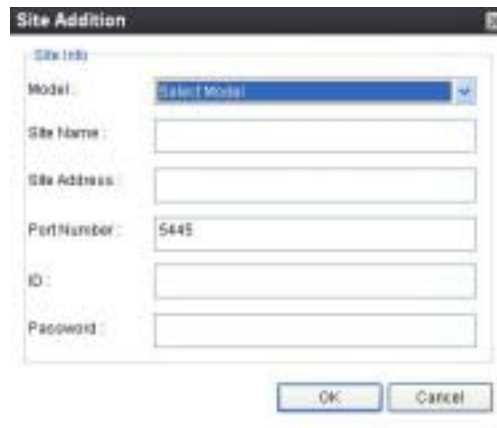 Site Addition
Site Info
Model :
Select Model
Site Name :
Site Address :
Port Number :
5445
ID :
Password :
OK
Cancel